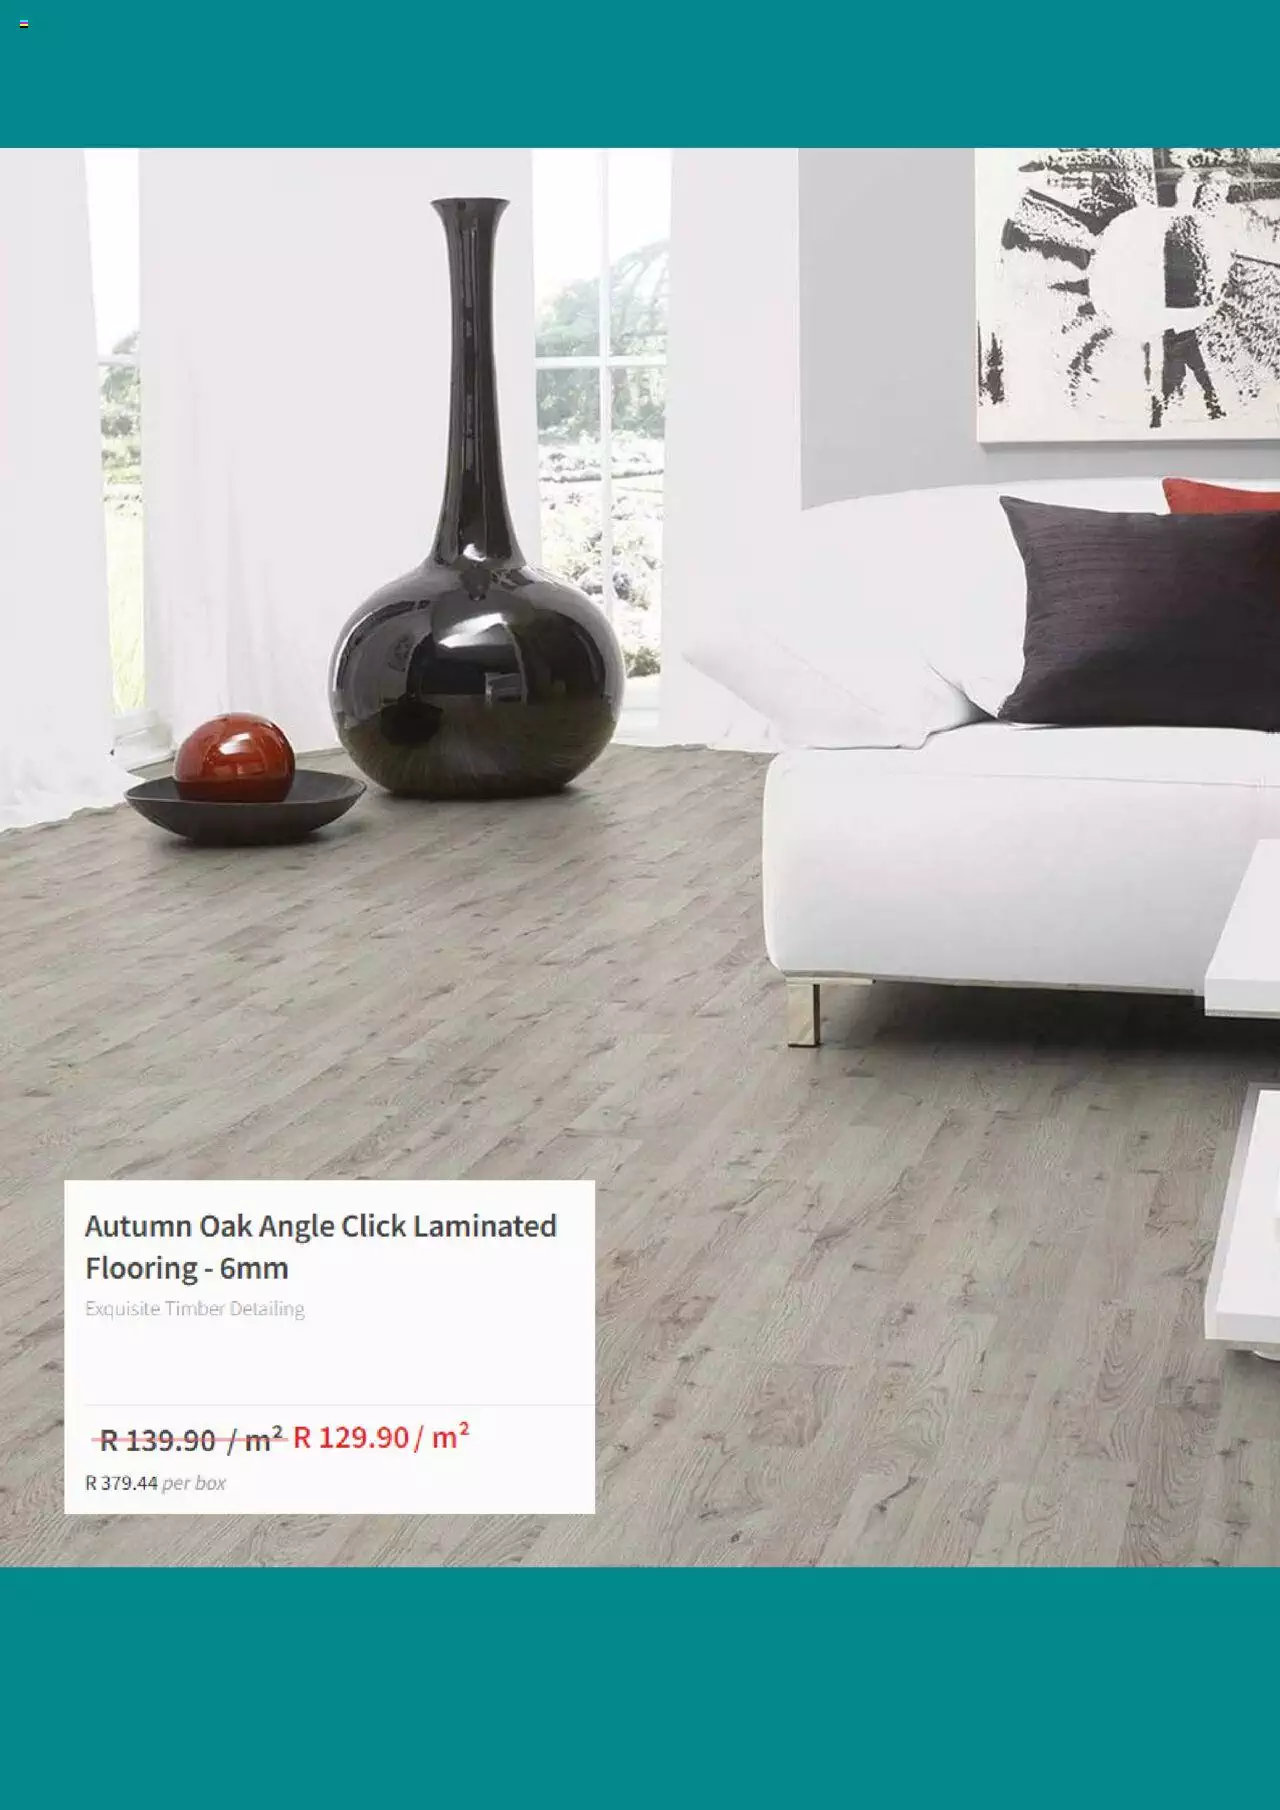 Autumn Oak Angle Click Laminated
Flooring - 6mm
Exquisite Timber Detailing
R 139.90 / m² R 129.90 / m²
R 379.44 per box